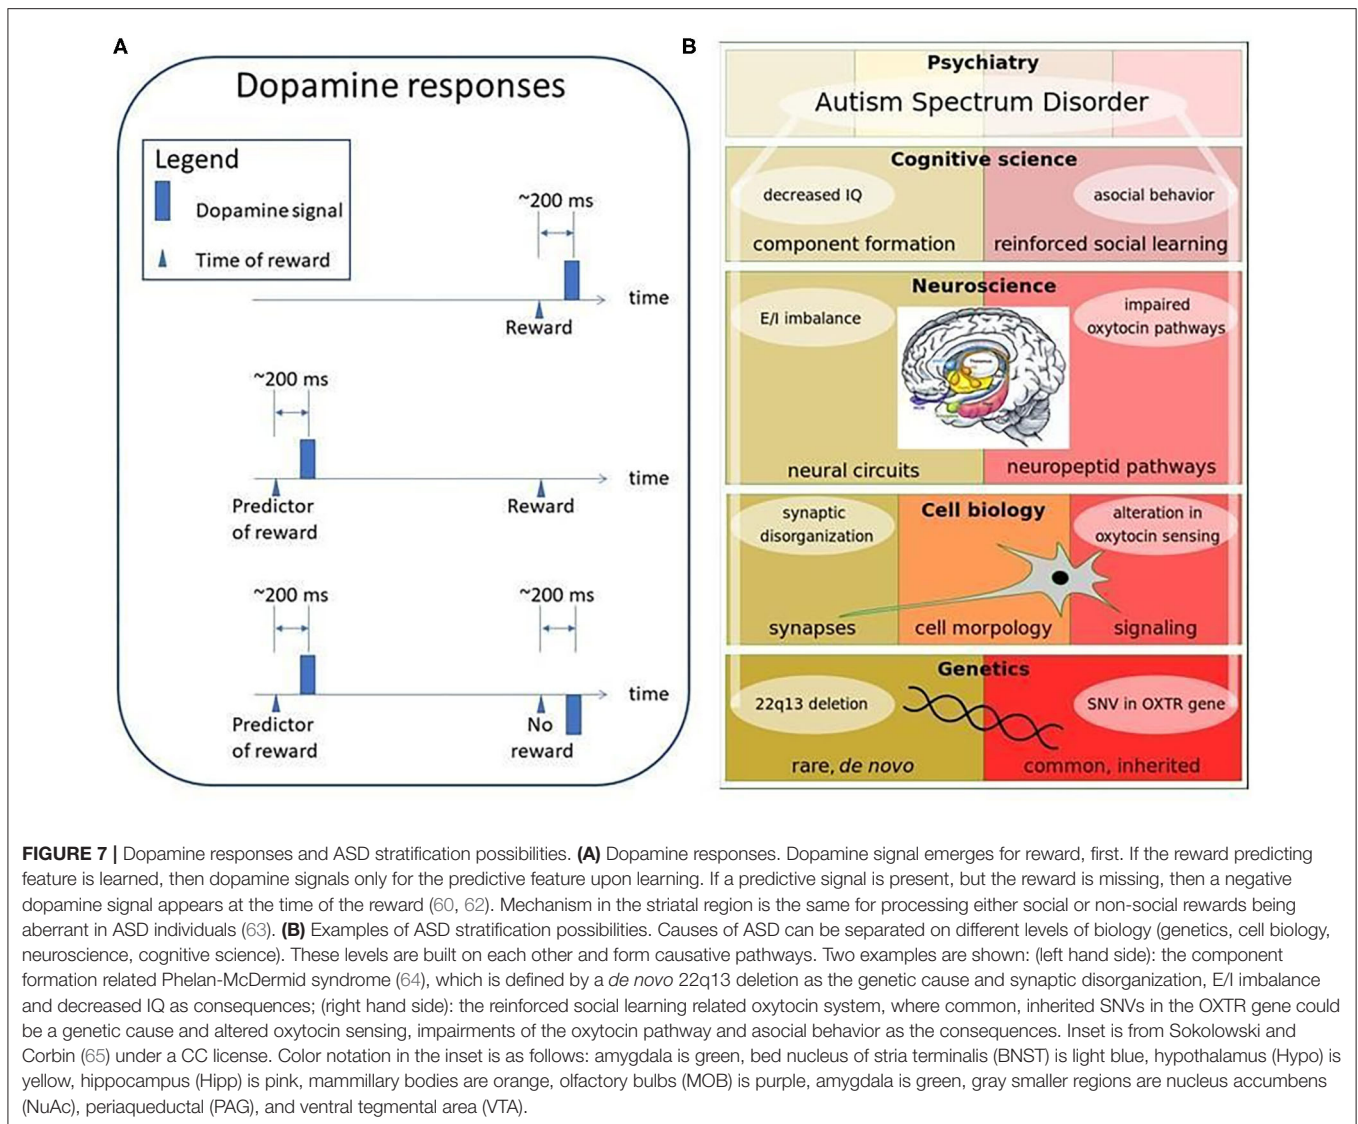 A
Dopamine responses
Legend
Dopamine signal
Time of reward
~200 ms
time
Reward
~200 ms
time
Predictor
of reward
Reward
~200 ms
~200 ms
time
Predictor
of reward
No
reward
B
Psychiatry
Autism Spectrum Disorder
Cognitive science
decreased IQ
asocial behavior
component formation
reinforced social learning
Neuroscience
E/I imbalance
impaired
oxytocin pathways
neural circuits
neuropeptid pathways
synaptic
disorganization
Cell biology
alteration in
oxytocin sensing
synapses
cell morpology
signaling
Genetics
22q13 deletion
SNV in OXTR gene
rare, de novo
common, inherited
FIGURE 7 | Dopamine responses and ASD stratification possibilities. (A) Dopamine responses. Dopamine signal emerges for reward, first. If the reward predicting
feature is learned, then dopamine signals only for the predictive feature upon learning. If a predictive signal is present, but the reward is missing, then a negative
dopamine signal appears at the time of the reward (60, 62). Mechanism in the striatal region is the same for processing either social or non-social rewards being
aberrant in ASD individuals (63). (B) Examples of ASD stratification possibilities. Causes of ASD can be separated on different levels of biology (genetics, cell biology,
neuroscience, cognitive science). These levels are built on each other and form causative pathways. Two examples are shown: (left hand side): the component
formation related Phelan-McDermid syndrome (64), which is defined by a de novo 22q13 deletion as the genetic cause and synaptic disorganization, E/I imbalance
and decreased IQ as consequences; (right hand side): the reinforced social learning related oxytocin system, where common, inherited SNVs in the OXTR gene could
be a genetic cause and altered oxytocin sensing, impairments of the oxytocin pathway and asocial behavior as the consequences. Inset is from Sokolowski and
Corbin (65) under a CC license. Color notation in the inset is as follows: amygdala is green, bed nucleus of stria terminalis (BNST) is light blue, hypothalamus (Hypo) is
yellow, hippocampus (Hipp) is pink, mammillary bodies are orange, olfactory bulbs (MOB) is purple, amygdala is green, gray smaller regions are nucleus accumbens
(NuAc), periaqueductal (PAG), and ventral tegmental area (VTA).